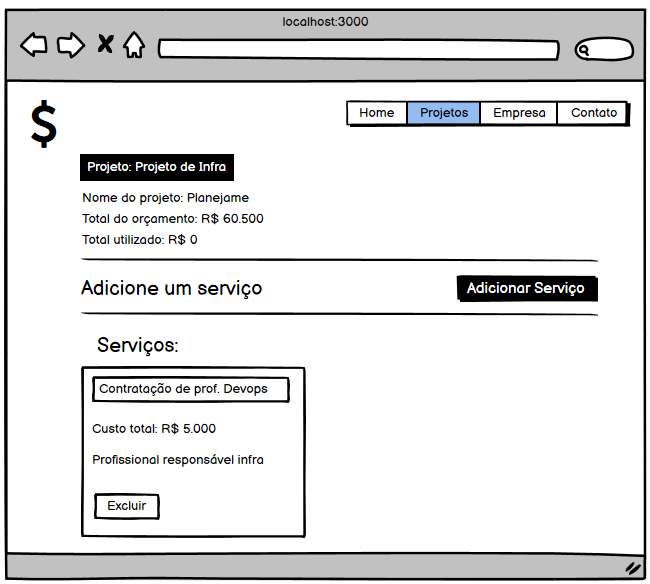 localhost:3000
$
Home Projetos Empresa Contato
Projeto: Projeto de Infra
Nome do projeto: Planejame
Total do orçamento: R$ 60.500
Total utilizado: R$ 0
Adicione um serviço
Adicionar Serviço
Serviços:
Contratação de prof. Devops
Custo total: R$ 5.000
Profissional responsável infra
Excluir